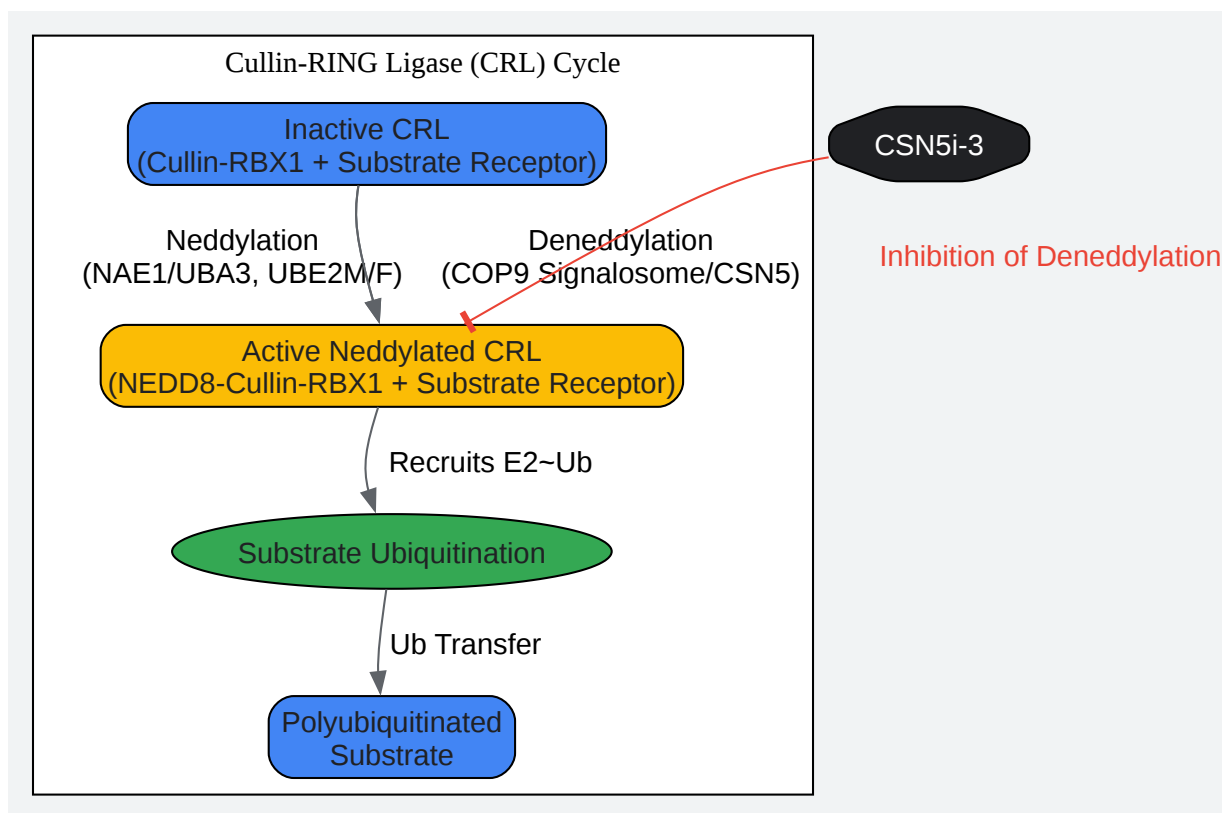 Cullin-RING Ligase (CRL) Cycle
Inactive CRL
(Cullin-RBX1 + Substrate Receptor)
CSN5i-3
Neddylation
(NAE1/UBA3, UBE2M/F)
Deneddylation
(COP9 Signalosome/CSN5)
Inhibition of Deneddylation
Active Neddylated CRL
(NEDD8-Cullin-RBX1 + Substrate Receptor)
Recruits E2~Ub
Substrate Ubiquitination
Ub Transfer
Polyubiquitinated
Substrate